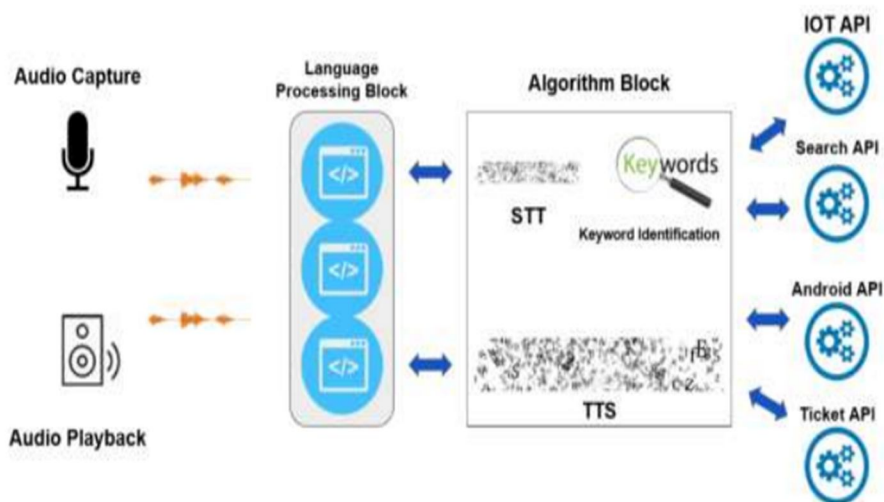 IOT API
Audio Capture
Language
Processing Block
Algorithm Block
Search API
</>
Keywords
STT
Keyword Identification
</>
Android API
</>
TTS
Audio Playback
Ticket API